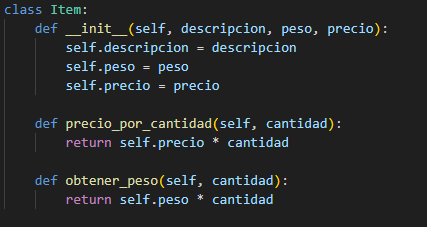 class Item:
    def __init__(self, descripcion, peso, precio):
        self.descripcion = descripcion
        self.peso = peso
        self.precio = precio

    def precio_por_cantidad(self, cantidad):
        return self.precio * cantidad

    def obtener_peso(self, cantidad):
        return self.peso * cantidad